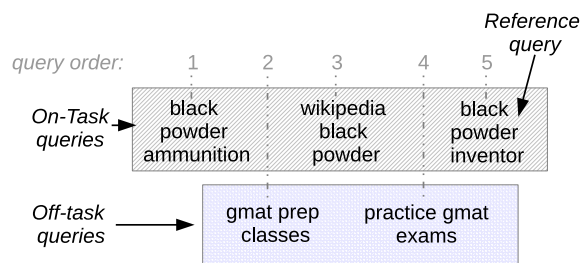 Reference
query
query order: 1 2 3 4 5
On-Task
queries
black
powder
ammunition
wikipedia
black
powder
black
powder
inventor
Off-task
queries
gmat prep
classes
practice gmat
exams